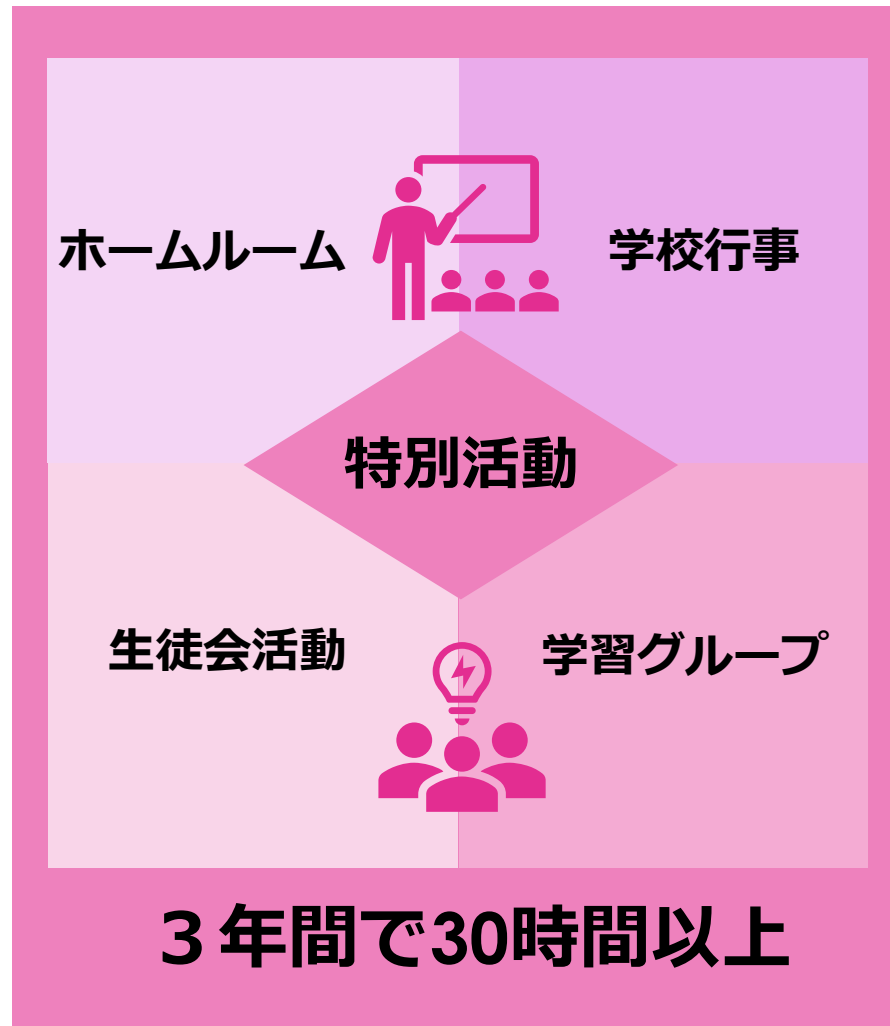 ホームルーム
学校行事
特別活動
生徒会活動
学習グループ
３年間で30時間以上